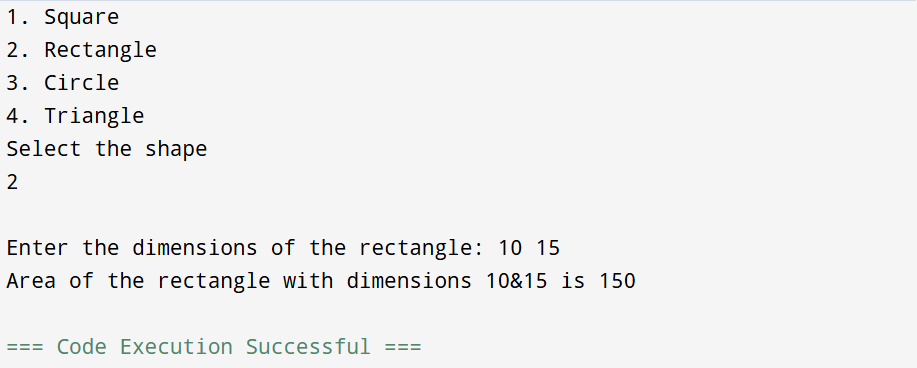 1. Square
2. Rectangle
3. Circle
4. Triangle
Select the shape
2
Enter the dimensions of the rectangle: 10 15
Area of the rectangle with dimensions 10&15 is 150
=== Code Execution Successful ===